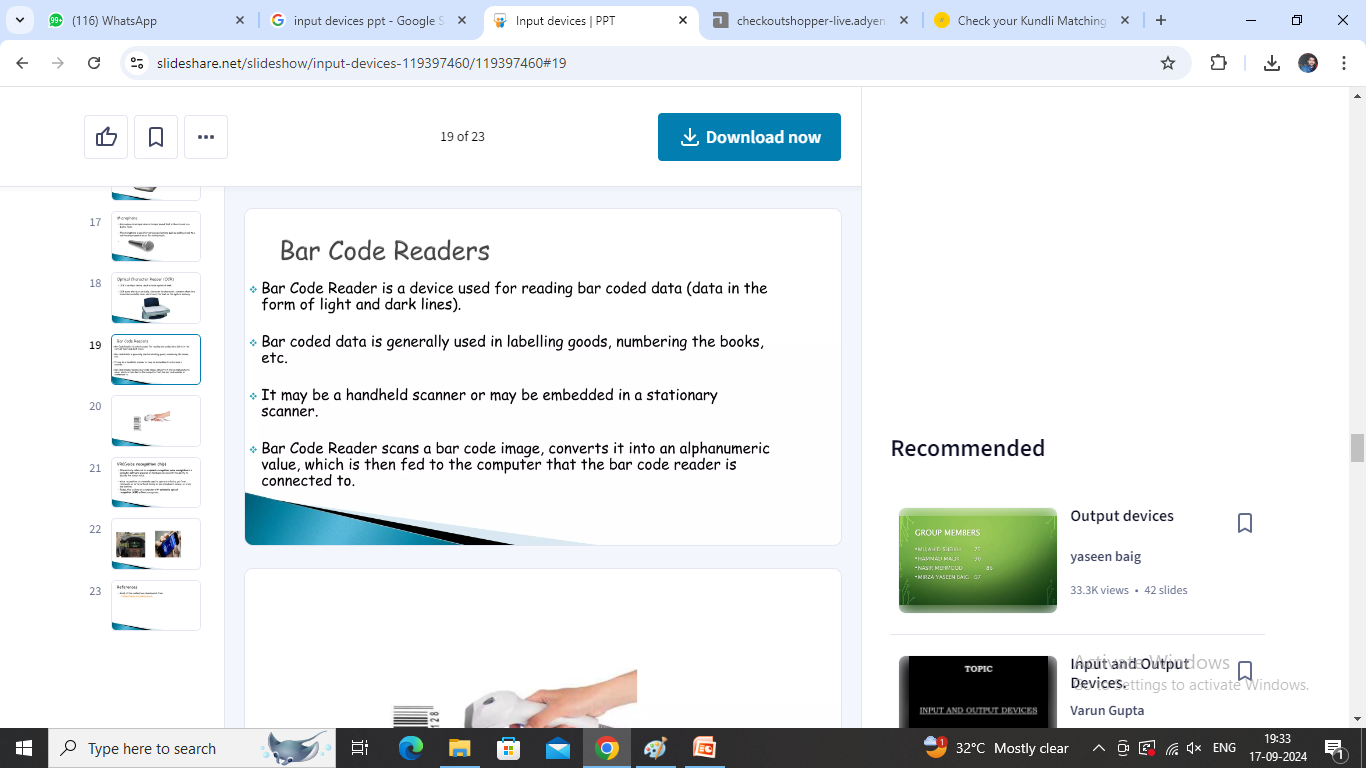 99+
(116) WhatsApp
input devices ppt - Google S
Input devices | PPT
checkoutshopper-live.adyen
Check your Kundli Matching
slideshare.net/slideshow/input-devices-119397460/119397460#19
19 of 23
Download now
17
Microphone
18
Optical Character Reader (OCR)
19
Bar Code Readers
20
21
22
23
References
Bar Code Readers
Bar Code Reader is a device used for reading bar coded data (data in the
form of light and dark lines).
Bar coded data is generally used in labelling goods, numbering the books,
etc.
It may be a handheld scanner or may be embedded in a stationary
scanner.
Bar Code Reader scans a bar code image, converts it into an alphanumeric
value, which is then fed to the computer that the bar code reader is
connected to.
128
Recommended
GROUP MEMBERS
Output devices
yaseen baig
33.3K views • 42 slides
TOPIC
INPUT AND OUTPUT DEVICES
Input and Output
Devices.
Varun Gupta
Activate Windows
Go to Settings to activate Windows.
Type here to search
1
32°C Mostly clear
ENG
19:33
17-09-2024
1